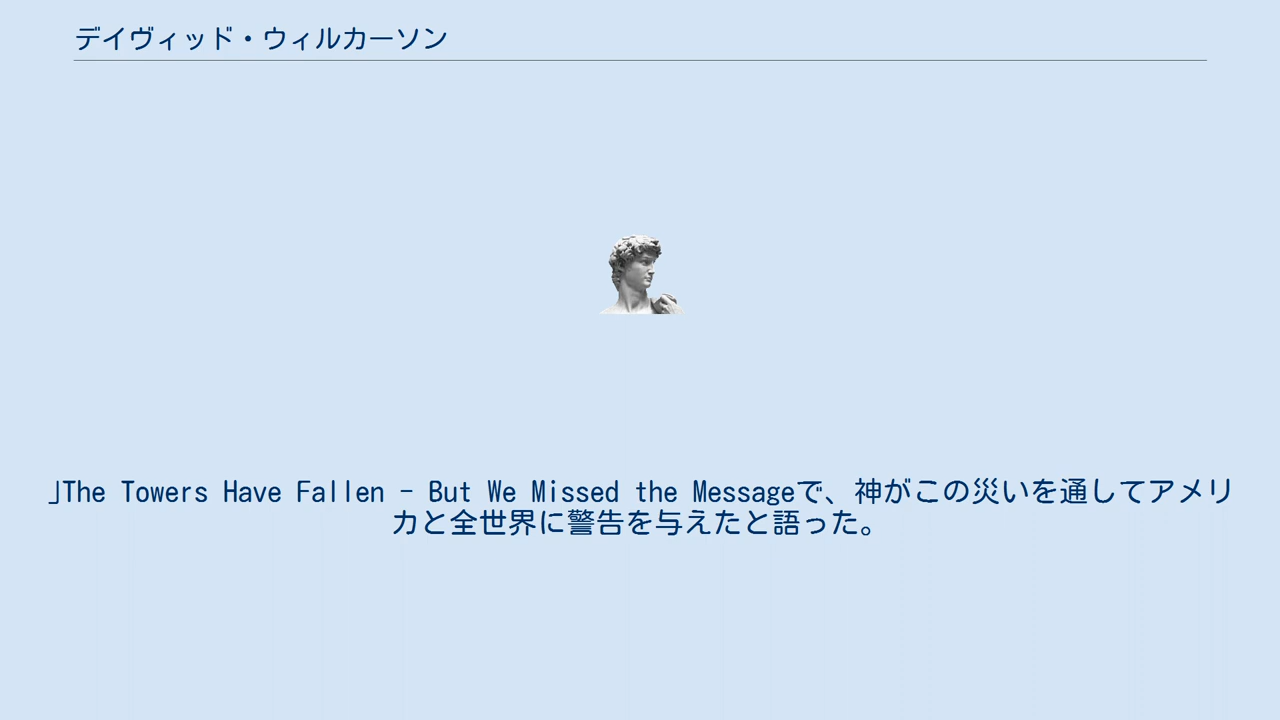 デイヴィッド・ウィルカーソン
」The Towers Have Fallen - But We Missed the Messageで、神がこの災いを通してアメリ
カと全世界に警告を与えたと語った。